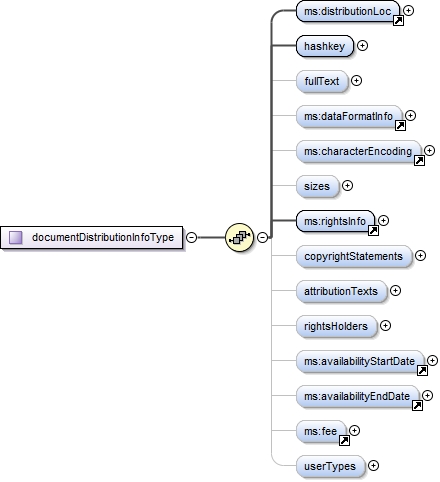 ms:distributionLoc
hashkey
fullText
ms:dataFormatInfo
ms:characterEncoding
sizes
documentDistributionInfoType
ms:rightsInfo
copyrightStatements
attributionTexts
rightsHolders
ms:availabilityStartDate
ms:availabilityEndDate
ms:fee
userTypes